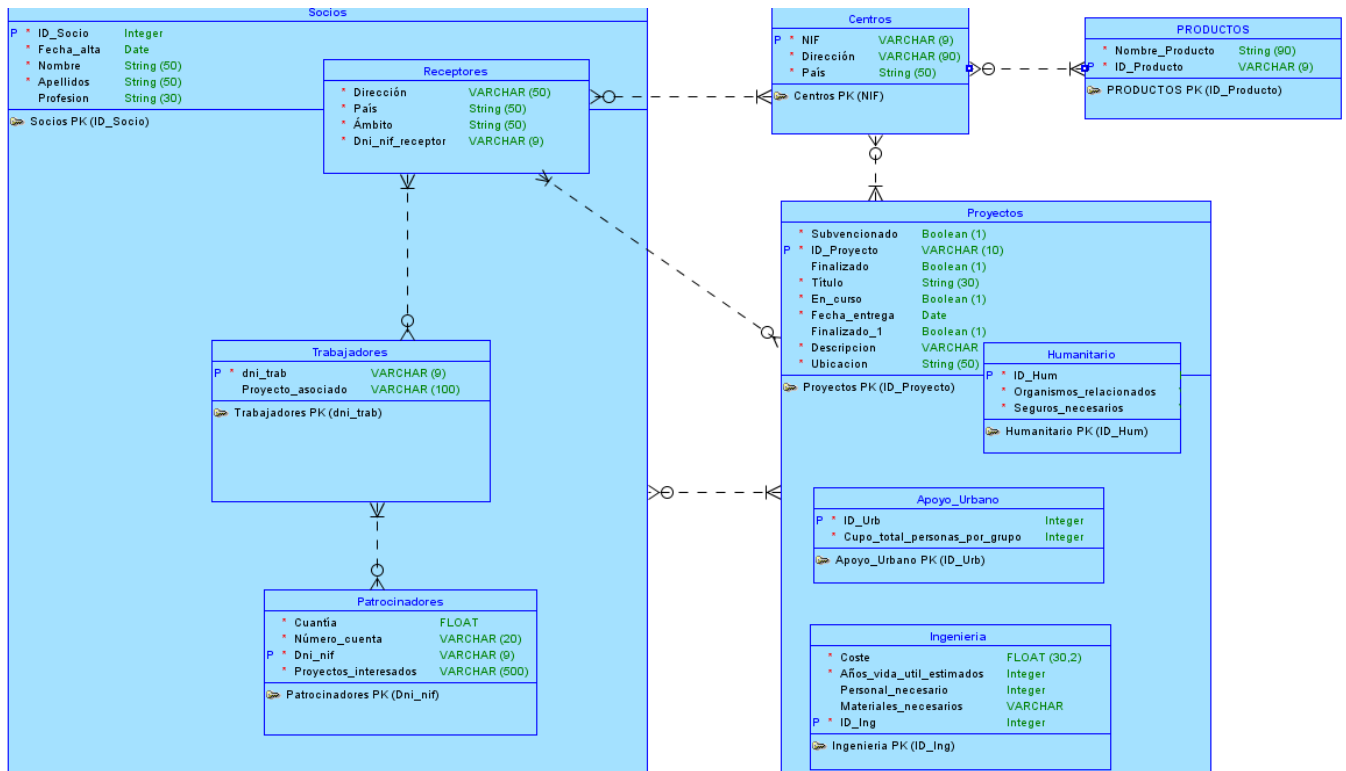 Socios
P * ID_Socio Integer
* Fecha_alta Date
* Nombre String (50)
* Apellidos String (50)
Profesion String (30)
Socios PK (ID_Socio)
Receptores
* Dirección VARCHAR (50)
* País String (50)
* Ámbito String (50)
* Dni_nif_receptor VARCHAR (9)
Centros
P * NIF VARCHAR (9)
* Dirección VARCHAR (90)
* País String (50)
Centros PK (NIF)
PRODUCTOS
* Nombre_Producto String (90)
P * ID_Producto VARCHAR (9)
PRODUCTOS PK (ID_Producto)
Proyectos
* Subvencionado Boolean (1)
P * ID_Proyecto VARCHAR (10)
Finalizado Boolean (1)
* Título String (30)
* En_curso Boolean (1)
* Fecha_entrega Date
Finalizado_1 Boolean (1)
* Descripcion VARCHAR
* Ubicacion String (50)
Proyectos PK (ID_Proyecto)
Humanitario
P * ID_Hum
* Organismos_relacionados
* Seguros_necesarios
Humanitario PK (ID_Hum)
Trabajadores
P * dni_trab VARCHAR (9)
Proyecto_asociado VARCHAR (100)
Trabajadores PK (dni_trab)
Apoyo_Urbano
P * ID_Urb Integer
* Cupo_total_personas_por_grupo Integer
Apoyo_Urbano PK (ID_Urb)
Patrocinadores
* Cuantía FLOAT
* Número_cuenta VARCHAR (20)
P * Dni_nif VARCHAR (9)
* Proyectos_interesados VARCHAR (500)
Patrocinadores PK (Dni_nif)
Ingenieria
* Coste FLOAT (30,2)
* Años_vida_util_estimados Integer
Personal_necesario Integer
Materiales_necesarios VARCHAR
P * ID_Ing Integer
Ingenieria PK (ID_Ing)